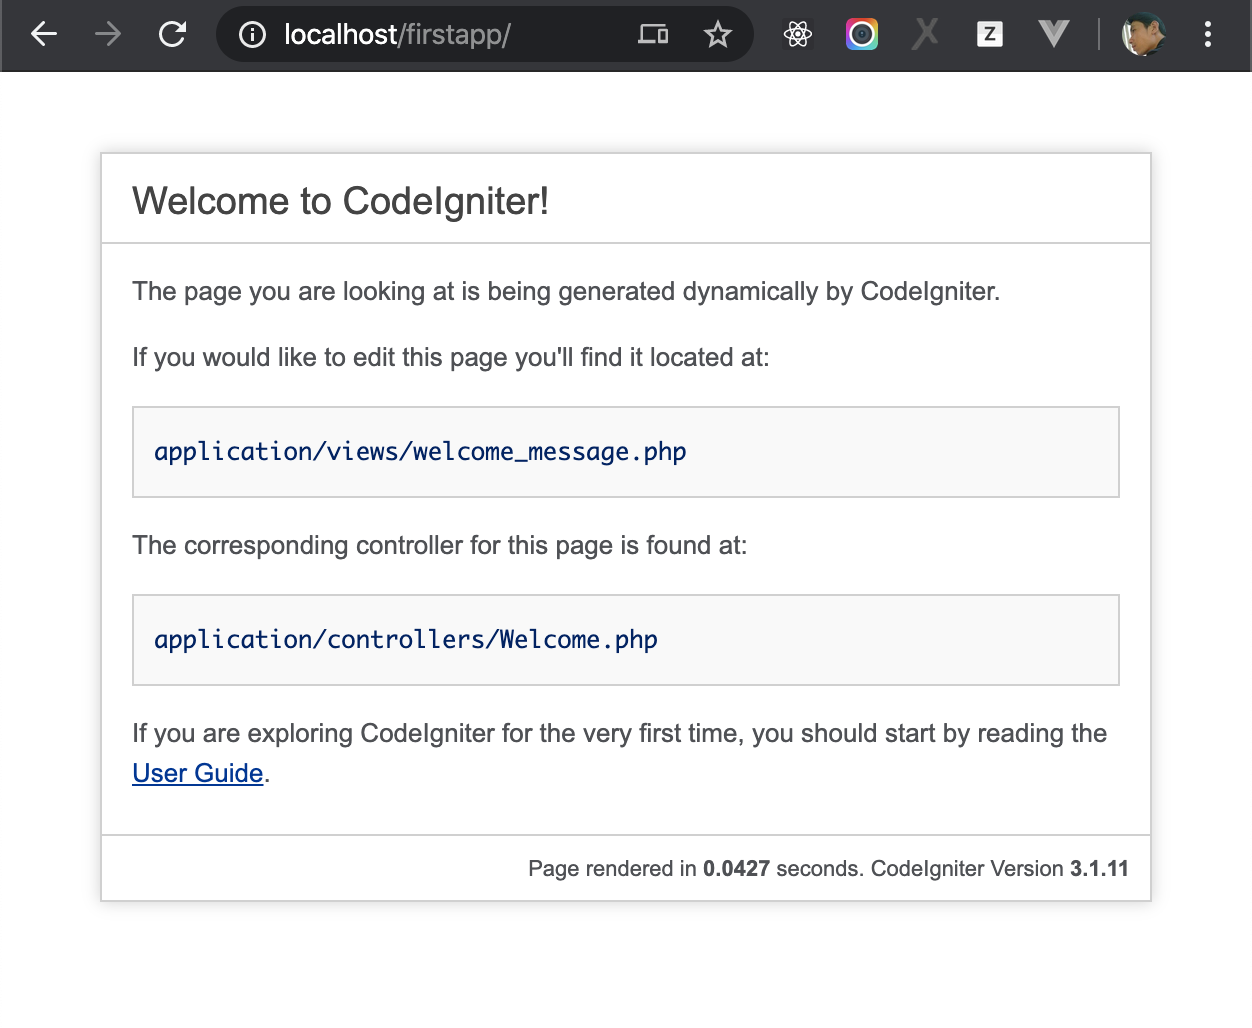 localhost/firstapp/
Z
Welcome to CodeIgniter!
The page you are looking at is being generated dynamically by CodeIgniter.
If you would like to edit this page you'll find it located at:
application/views/welcome_message.php
The corresponding controller for this page is found at:
application/controllers/Welcome.php
If you are exploring CodeIgniter for the very first time, you should start by reading the
User Guide.
Page rendered in 0.0427 seconds. CodeIgniter Version 3.1.11